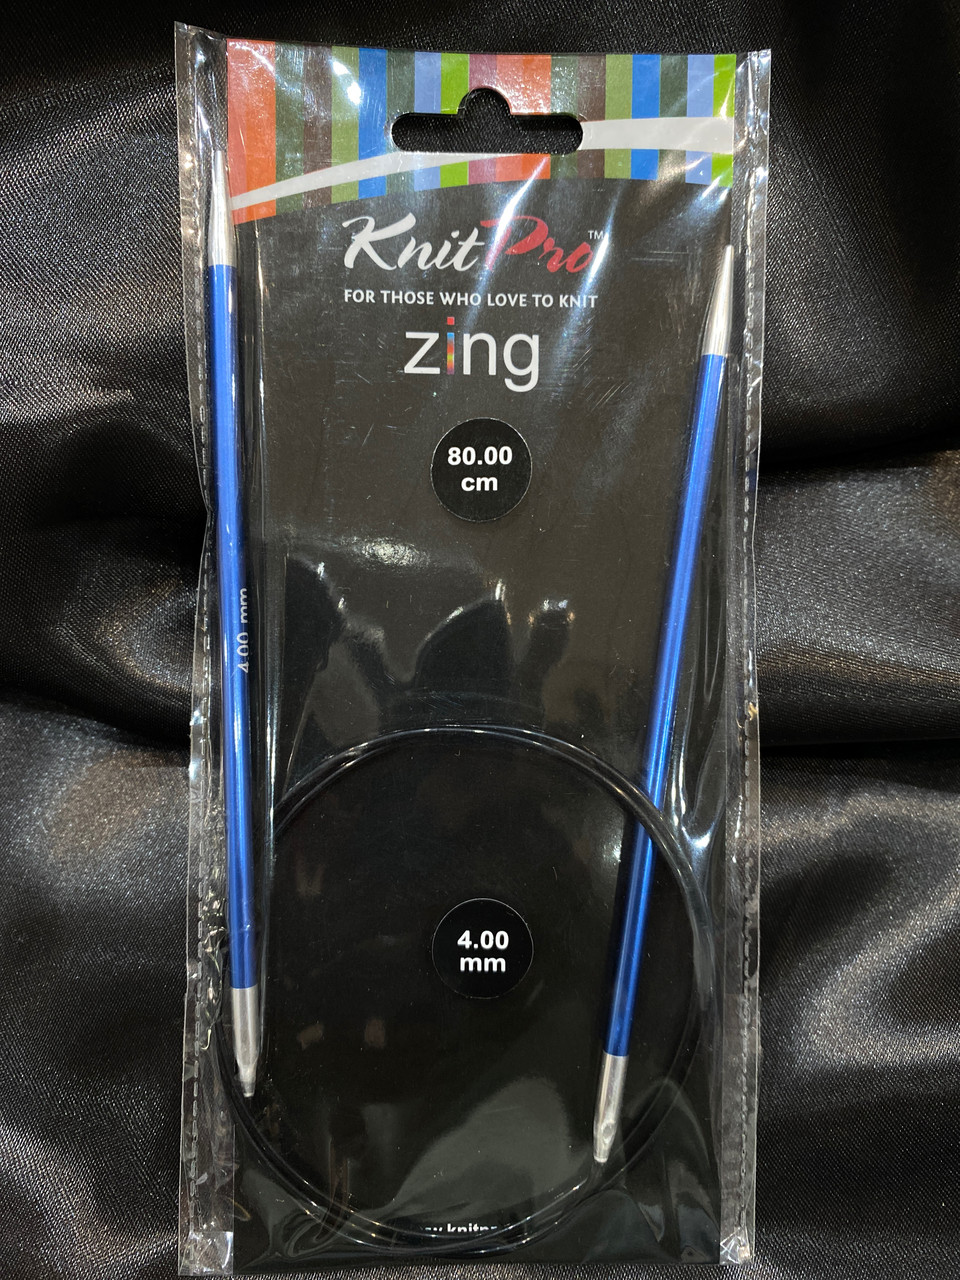 KnitPro™
FOR THOSE WHO LOVE TO KNIT
zing
80.00
cm
4.00 mm
4.00
mm